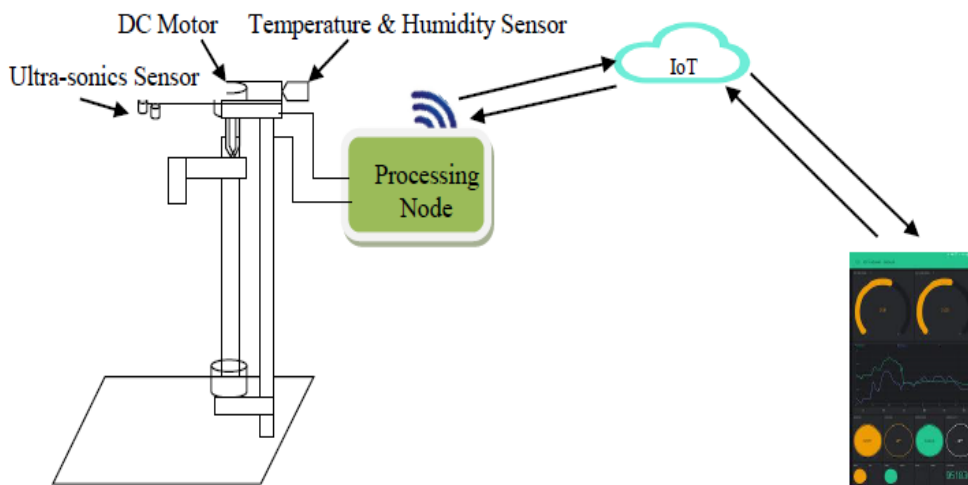 DC Motor
Temperature & Humidity Sensor
Ultra-sonics Sensor
IoT
Processing
Node